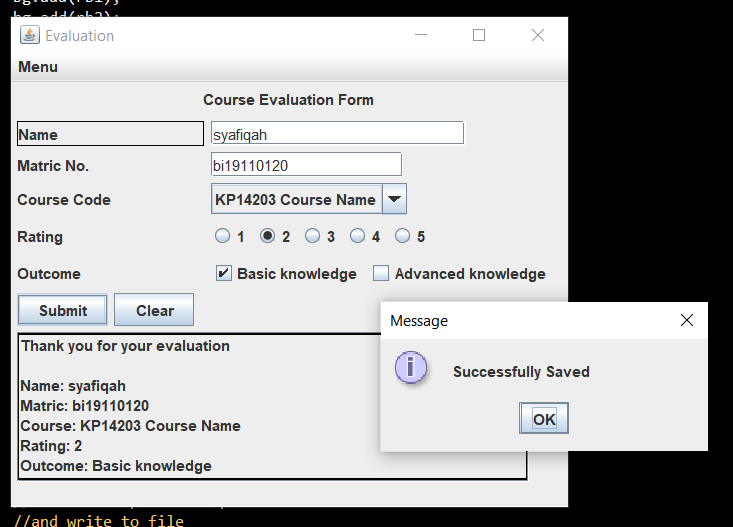 bg.add(rb2);
Evaluation
Menu
Course Evaluation Form
Name syafiqah
Matric No. bi19110120
Course Code KP14203 Course Name
Rating 1 2 3 4 5
Outcome Basic knowledge Advanced knowledge
Submit Clear
Message
Successfully Saved
OK
Thank you for your evaluation
Name: syafiqah
Matric: bi19110120
Course: KP14203 Course Name
Rating: 2
Outcome: Basic knowledge
//and write to file